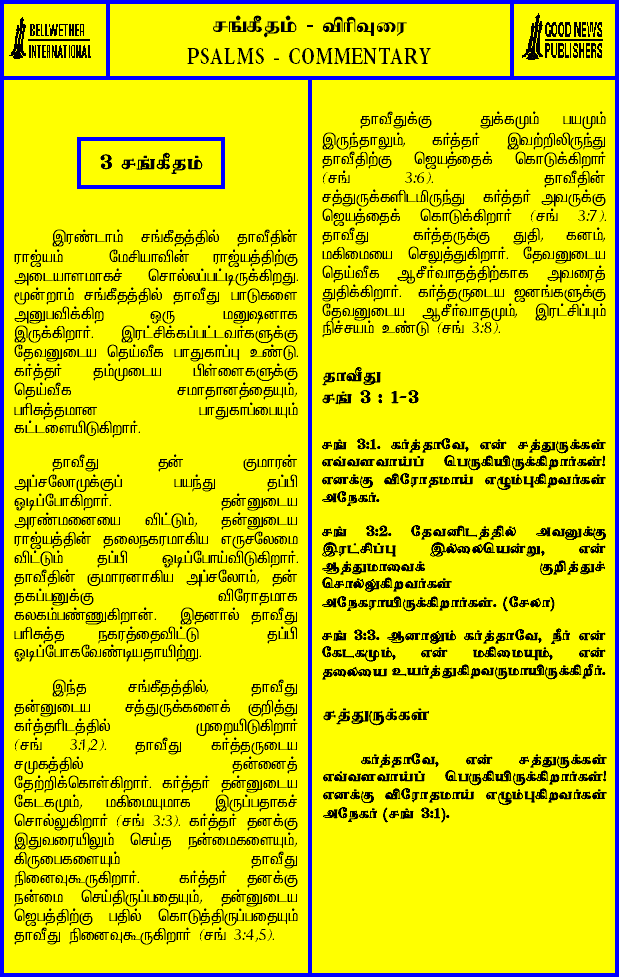 BELLWETHER
INTERNATIONAL
சங்கீதம் - விரிவுரை
PSALMS - COMMENTARY
GOOD NEWS
PUBLISHERS
3 சங்கீதம்
இரண்டாம் சங்கீதத்தில் தாவீதின்
ராஜ்யம் மேசியாவின் ராஜ்யத்திற்கு
அடையாளமாகச் சொல்லப்பட்டிருக்கிறது.
மூன்றாம் சங்கீதத்தில் தாவீது பாடுகளை
அனுபவிக்கிற ஒரு மனுஷனாக
இருக்கிறார். இரட்சிக்கப்பட்டவர்களுக்கு
தேவனுடைய தெய்வீக பாதுகாப்பு உண்டு.
கர்த்தர் தம்முடைய பிள்ளைகளுக்கு
தெய்வீக சமாதானத்தையும்,
பரிசுத்தமான பாதுகாப்பையும்
கட்டளையிடுகிறார்.
தாவீது தன் குமாரன்
அப்சலோமுக்குப் பயந்து தப்பி
ஓடிப்போகிறார். தன்னுடைய
அரண்மனையை விட்டும், தன்னுடைய
ராஜ்யத்தின் தலைநகரமாகிய எருசலேமை
விட்டும் தப்பி ஓடிப்போய்விடுகிறார்.
தாவீதின் குமாரனாகிய அப்சலோம், தன்
தகப்பனுக்கு விரோதமாக
கலகம்பண்ணுகிறான். இதனால் தாவீது
பரிசுத்த நகரத்தைவிட்டு தப்பி
ஓடிப்போகவேண்டியதாயிற்று.
இந்த சங்கீதத்தில், தாவீது
தன்னுடைய சத்துருக்களைக் குறித்து
கர்த்தரிடத்தில் முறையிடுகிறார்
(சங் 3:1,2). தாவீது கர்த்தருடைய
சமுகத்தில் தன்னைத்
தேற்றிக்கொள்கிறார். கர்த்தர் தன்னுடைய
கேடகமும், மகிமையுமாக இருப்பதாகச்
சொல்லுகிறார் (சங் 3:3). கர்த்தர் தனக்கு
இதுவரையிலும் செய்த நன்மைகளையும்,
கிருபைகளையும் தாவீது
நினைவுகூருகிறார். கர்த்தர் தனக்கு
நன்மை செய்திருப்பதையும், தன்னுடைய
ஜெபத்திற்கு பதில் கொடுத்திருப்பதையும்
தாவீது நினைவுகூருகிறார் (சங் 3:4,5).
தாவீதுக்கு துக்கமும் பயமும்
இருந்தாலும், கர்த்தர் இவற்றிலிருந்து
தாவீதிற்கு ஜெயத்தைக் கொடுக்கிறார்
(சங் 3:6). தாவீதின்
சத்துருக்களிடமிருந்து கர்த்தர் அவருக்கு
ஜெயத்தைக் கொடுக்கிறார் (சங் 3:7).
தாவீது கர்த்தருக்கு துதி, கனம்,
மகிமையை செலுத்துகிறார். தேவனுடைய
தெய்வீக ஆசீர்வாதத்திற்காக அவரைத்
துதிக்கிறார். கர்த்தருடைய ஜனங்களுக்கு
தேவனுடைய ஆசீர்வாதமும், இரட்சிப்பும்
நிச்சயம் உண்டு (சங் 3:8).
தாவீது
சங் 3 : 1-3
சங் 3:1. கர்த்தாவே, என் சத்துருக்கள்
எவ்வளவாய்ப் பெருகியிருக்கிறார்கள்!
எனக்கு விரோதமாய் எழும்புகிறவர்கள்
அநேகர்.
சங் 3:2. தேவனிடத்தில் அவனுக்கு
இரட்சிப்பு இல்லையென்று, என்
ஆத்துமாவைக் குறித்துச்
சொல்லுகிறவர்கள்
அநேகராயிருக்கிறார்கள். (சேலா)
சங் 3:3. ஆனாலும் கர்த்தாவே, நீர் என்
கேடகமும், என் மகிமையும், என்
தலையை உயர்த்துகிறவருமாயிருக்கிறீர்.
சத்துருக்கள்
கர்த்தாவே, என் சத்துருக்கள்
எவ்வளவாய்ப் பெருகியிருக்கிறார்கள்!
எனக்கு விரோதமாய் எழும்புகிறவர்கள்
அநேகர் (சங் 3:1).